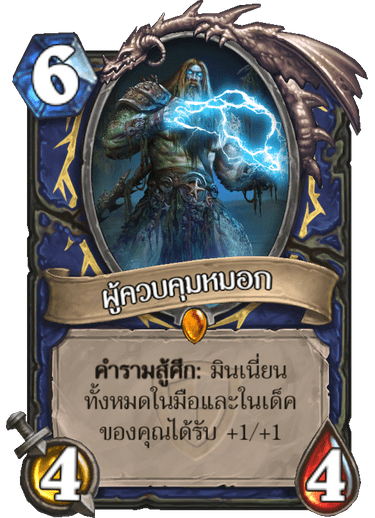 6
ผู้ควบคุมหมอก
คำรามสู้ศึก: มินเนี่ยน
ทั้งหมดในมือและในเด็ค
ของคุณได้รับ +1/+1
4
4